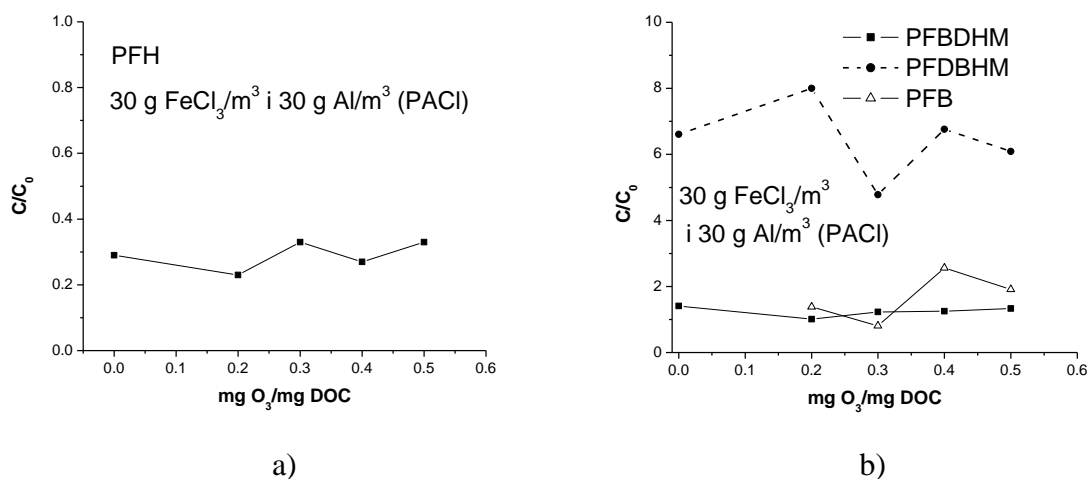 1.0
0.8
0.6
0.4
0.2
0.0
C/C₀
PFH
30 g FeCl₃/m³ i 30 g Al/m³ (PACl)
0.0 0.1 0.2 0.3 0.4 0.5 0.6
mg O₃/mg DOC
a)
10
8
6
4
2
0
C/C₀
PFBDHM
PFDBHM
PFB
30 g FeCl₃/m³
i 30 g Al/m³ (PACl)
0.0 0.1 0.2 0.3 0.4 0.5 0.6
mg O₃/mg DOC
b)